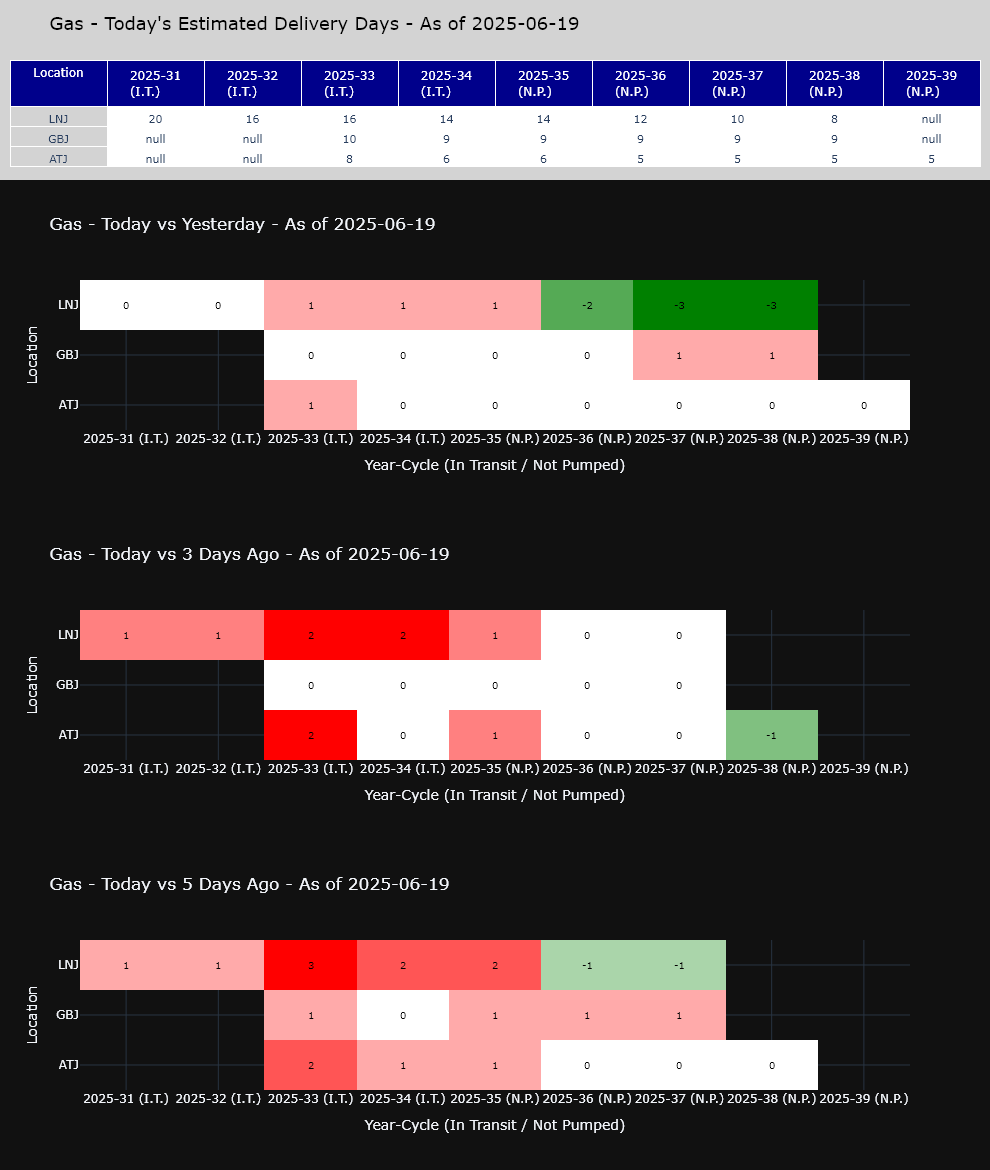 Gas - Today's Estimated Delivery Days - As of 2025-06-19
Location 2025-31 (I.T.) 2025-32 (I.T.) 2025-33 (I.T.) 2025-34 (I.T.) 2025-35 (N.P.) 2025-36 (N.P.) 2025-37 (N.P.) 2025-38 (N.P.) 2025-39 (N.P.)
LNJ 20 16 16 14 14 12 10 8 null
GBJ null null 10 9 9 9 9 9 null
ATJ null null 8 6 6 5 5 5 5
Gas - Today vs Yesterday - As of 2025-06-19
Location
LNJ 0 0 1 1 1 -2 -3 -3
GBJ 0 0 0 0 1 1
ATJ 1 0 0 0 0 0 0
2025-31 (I.T.) 2025-32 (I.T.) 2025-33 (I.T.) 2025-34 (I.T.) 2025-35 (N.P.) 2025-36 (N.P.) 2025-37 (N.P.) 2025-38 (N.P.) 2025-39 (N.P.)
Year-Cycle (In Transit / Not Pumped)
Gas - Today vs 3 Days Ago - As of 2025-06-19
Location
LNJ 1 1 2 2 1 0 0
GBJ 0 0 0 0 0
ATJ 2 0 1 0 0 -1
2025-31 (I.T.) 2025-32 (I.T.) 2025-33 (I.T.) 2025-34 (I.T.) 2025-35 (N.P.) 2025-36 (N.P.) 2025-37 (N.P.) 2025-38 (N.P.) 2025-39 (N.P.)
Year-Cycle (In Transit / Not Pumped)
Gas - Today vs 5 Days Ago - As of 2025-06-19
Location
LNJ 1 1 3 2 2 -1 -1
GBJ 1 0 1 1 1
ATJ 2 1 1 0 0 0
2025-31 (I.T.) 2025-32 (I.T.) 2025-33 (I.T.) 2025-34 (I.T.) 2025-35 (N.P.) 2025-36 (N.P.) 2025-37 (N.P.) 2025-38 (N.P.) 2025-39 (N.P.)
Year-Cycle (In Transit / Not Pumped)